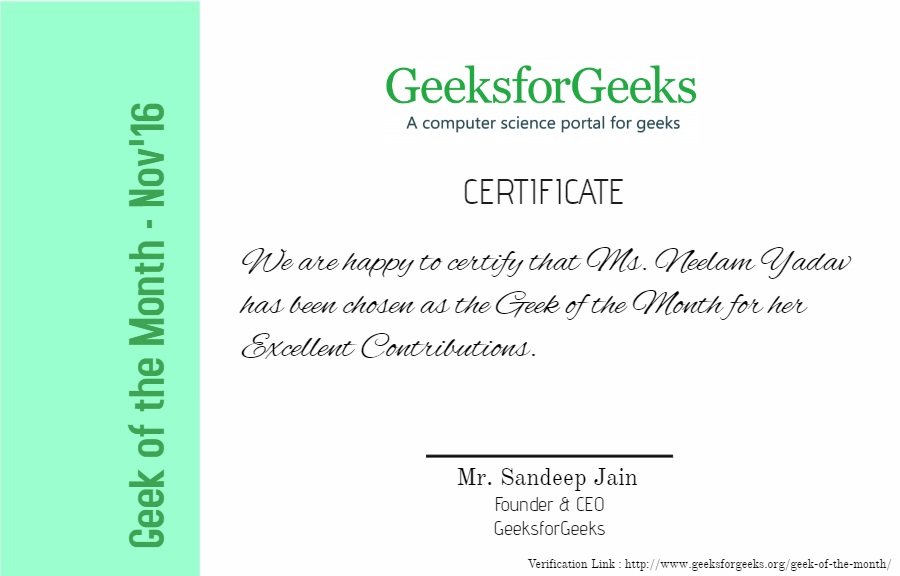 Geek of the Month - Nov'16
GeeksforGeeks
A computer science portal for geeks
CERTIFICATE
We are happy to certify that Ms. Neelam Yadav
has been chosen as the Geek of the Month for her
Excellent Contributions.
Mr. Sandeep Jain
Founder & CEO
GeeksforGeeks
Verification Link : http://www.geeksforgeeks.org/geek-of-the-month/